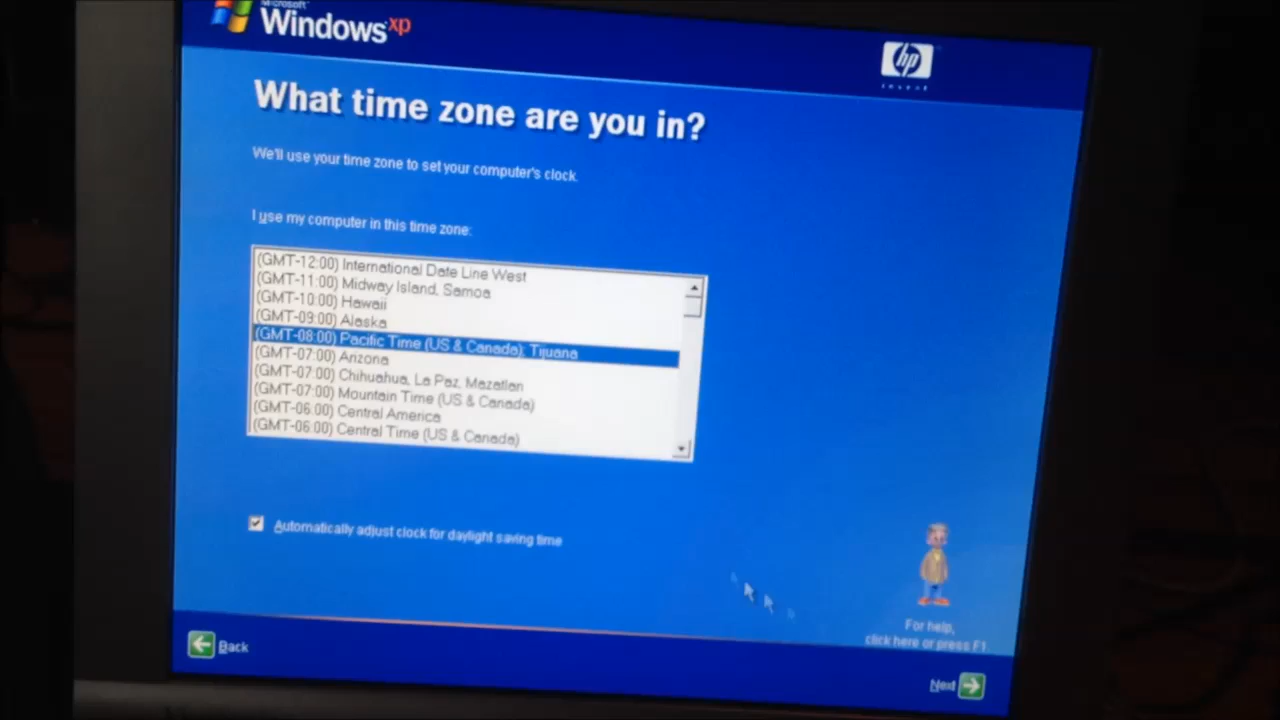 Microsoft
Windows xp
hp
invent
What time zone are you in?
We'll use your time zone to set your computer's clock.
I use my computer in this time zone:
(GMT-12:00) International Date Line West
(GMT-11:00) Midway Island, Samoa
(GMT-10:00) Hawaii
(GMT-09:00) Alaska
(GMT-08:00) Pacific Time (US & Canada); Tijuana
(GMT-07:00) Arizona
(GMT-07:00) Chihuahua, La Paz, Mazatlan
(GMT-07:00) Mountain Time (US & Canada)
(GMT-06:00) Central America
(GMT-06:00) Central Time (US & Canada)
Automatically adjust clock for daylight saving time
For help,
click here or press F1.
Back
Next